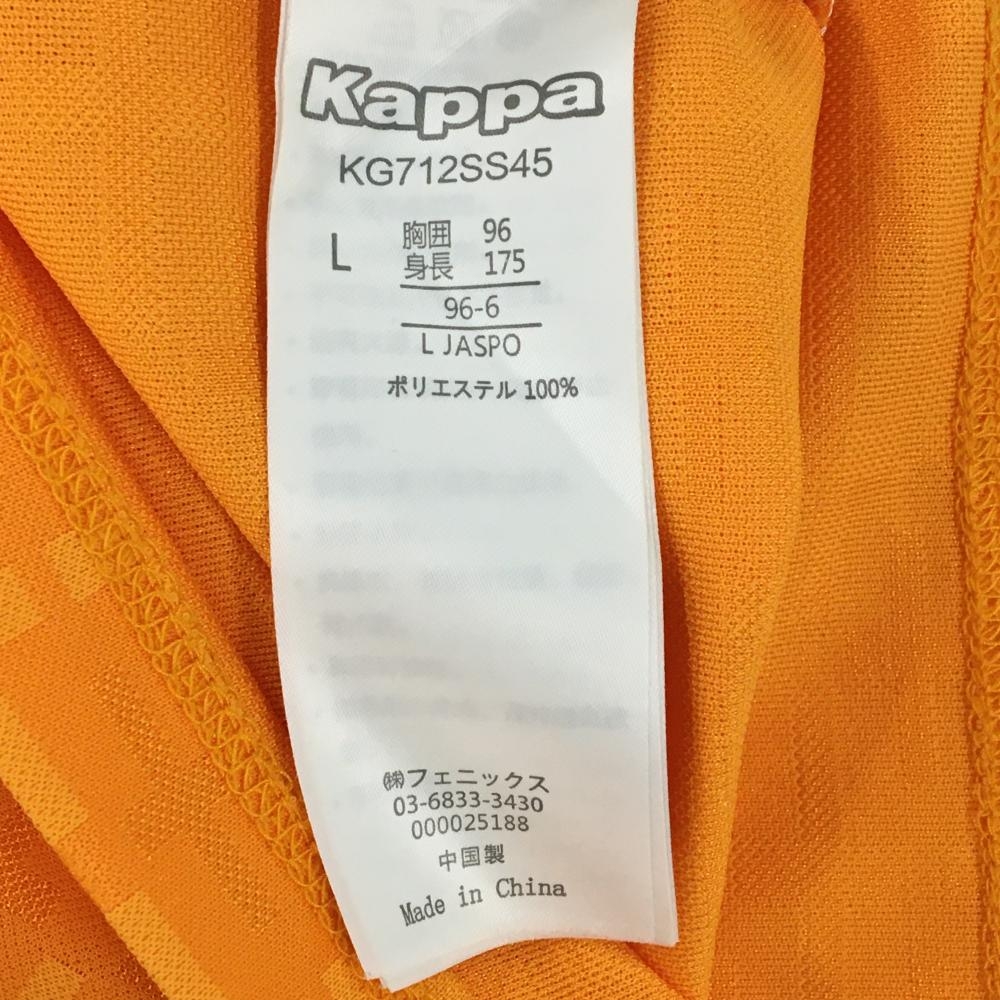 Kappa
KG712SS45
L
胸囲 96
身長 175
96-6
L JASPO
ポリエステル 100%
㈱フェニックス
03-6833-3430
000025188
中国製
Made in China